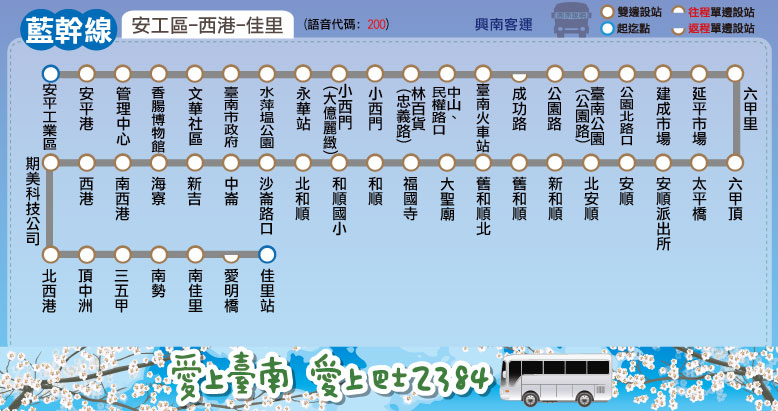 藍幹線
安工區-西港-佳里
(語音代碼: 200)
興南客運
雙邊設站
往程單邊設站
起迄點
返程單邊設站
安平工業區
安平港
管理中心
香腸博物館
文華社區
臺南市政府
水萍塭公園
永華站
小西門
(大億麗緻)
小西門
林百貨
(忠義路)
中山、
民權路口
臺南火車站
成功路
公園路
臺南公園
(公園路)
公園北路口
建成市場
延平市場
六甲里
六甲頂
太平橋
安順派出所
安順
北安順
新和順
舊和順
舊和順北
大聖廟
福國寺
和順
和順國小
北和順
沙崙路口
中崙
新吉
海寮
南西港
西港
期美科技公司
北西港
頂中洲
三五甲
南勢
南佳里
愛明橋
佳里站
愛上臺南 愛上巴士2384